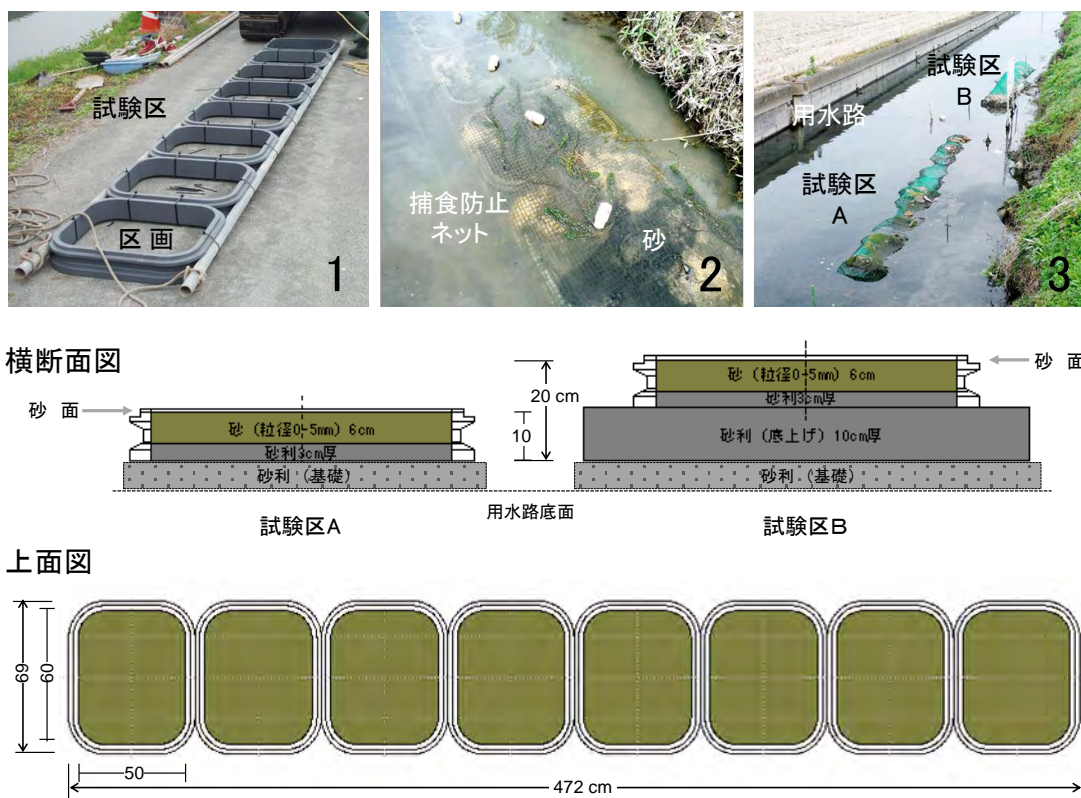 試験区
区画
1
捕食防止
ネット
砂
2
試験区
B
用水路
試験区
A
3
横断面図
砂 面
砂 (粒径0-5mm) 6cm
砂利3cm厚
砂利 (基礎)
試験区A
用水路底面
20 cm
10
砂 面
砂 (粒径0-5mm) 6cm
砂利3cm厚
砂利 (底上げ) 10cm厚
砂利 (基礎)
試験区B
上面図
69
60
50
472 cm